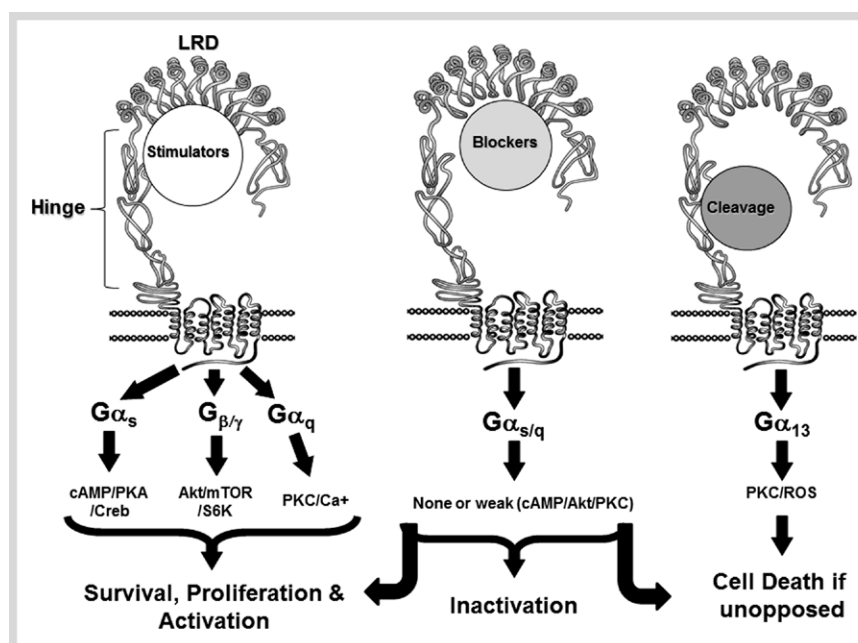 LRD
Stimulators
Hinge
Gαs
Gβ/γ
Gαq
cAMP/PKA
/Creb
Akt/mTOR
/S6K
PKC/Ca+
Survival, Proliferation &
Activation
Blockers
Gαs/q
None or weak (cAMP/Akt/PKC)
Inactivation
Cleavage
Gα13
PKC/ROS
Cell Death if
unopposed